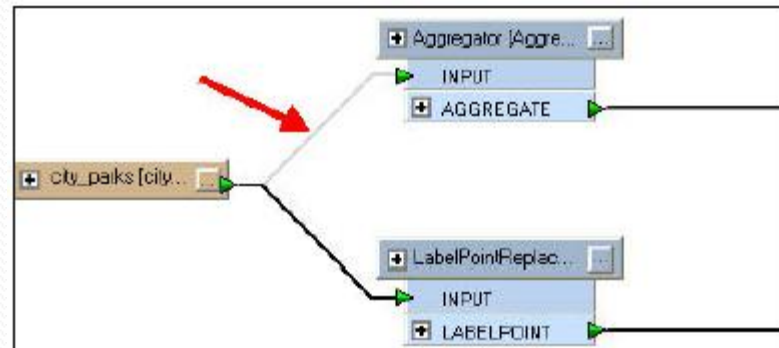 Aggregator [Aggre... ...
INPUT
AGGREGATE
city_parks [city... ...
LabelPointReplac... ...
INPUT
LABELPOINT